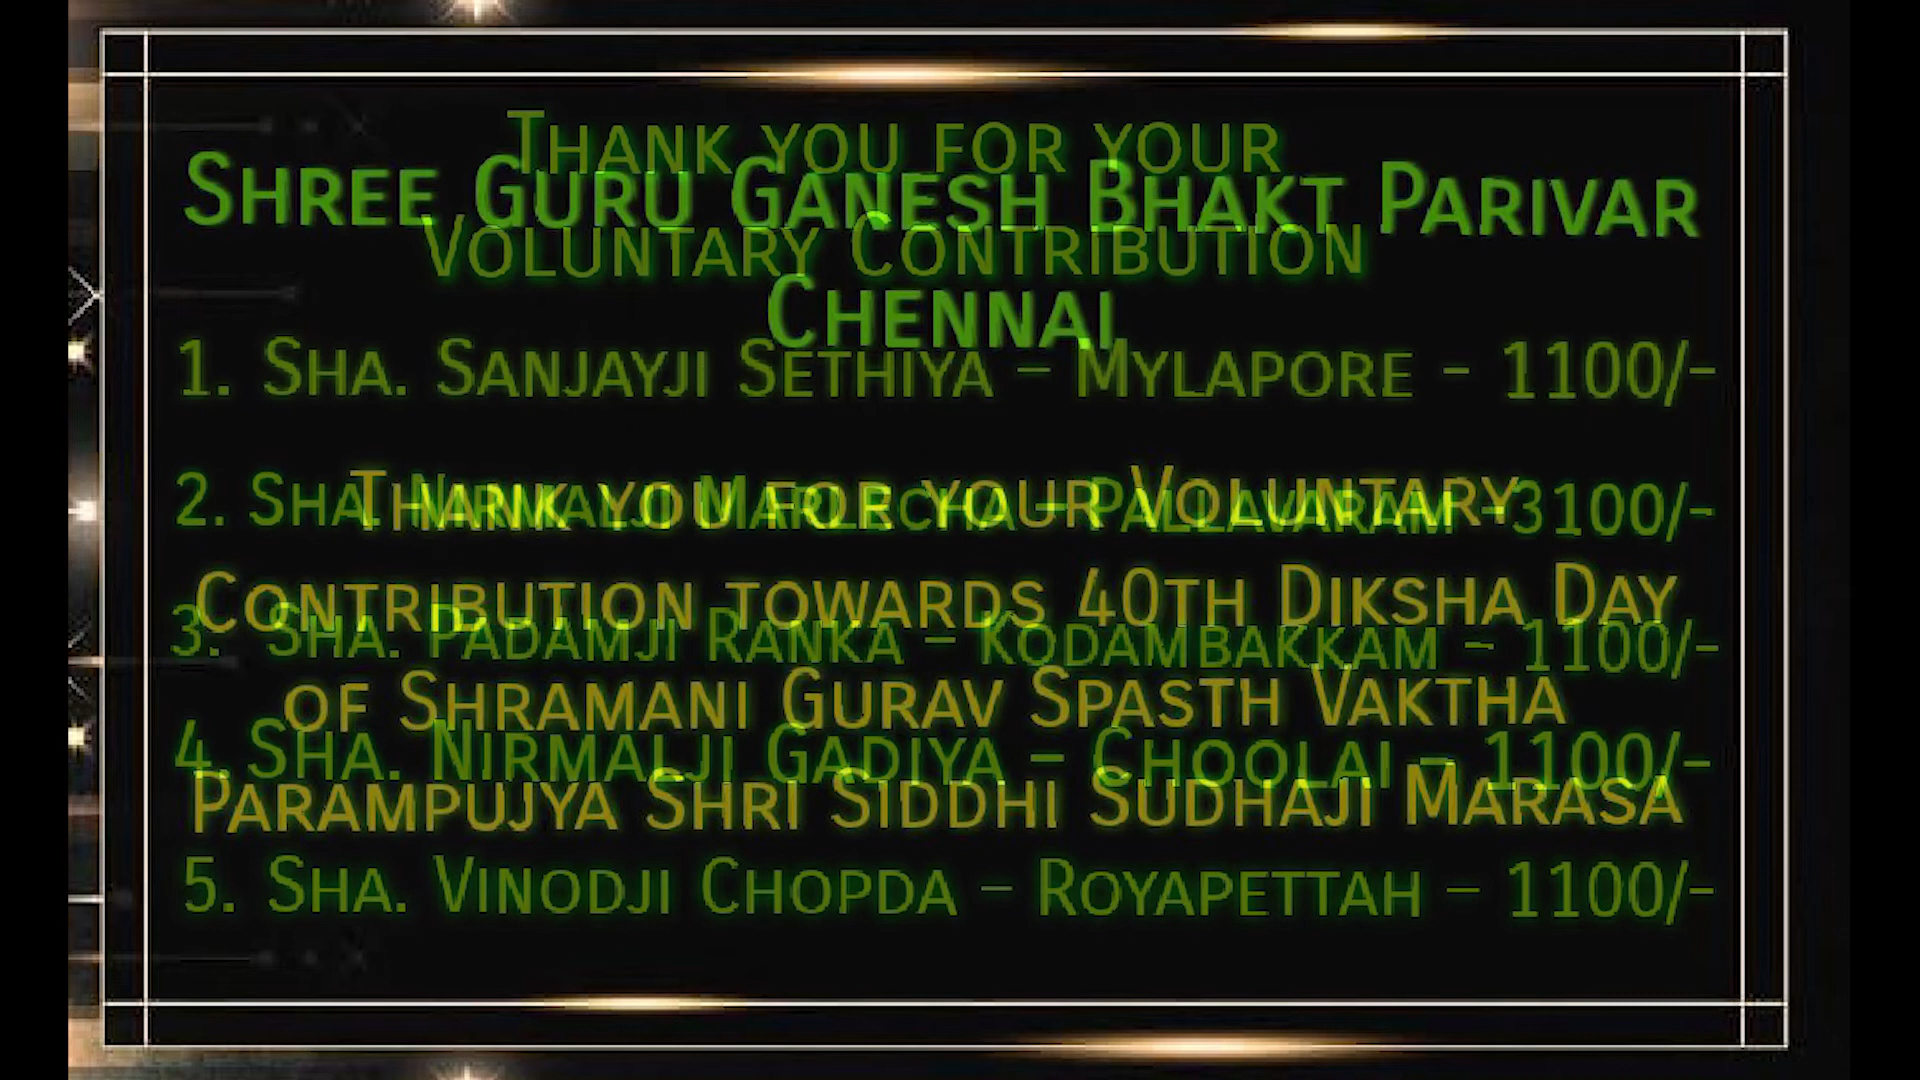 Thank you for your
Shree Guru Ganesh Bhakt Parivar
Voluntary Contribution
Chennai
1. Sha. Sanjayji Sethiya – Mylapore – 1100/-
2. Sha. Nirmalji Marlecha – Pallavaram –3100/-
Thank you for your Voluntary
Contribution towards 40th Diksha Day
3. Sha. Padamji Ranka – Kodambakkam – 1100/-
of Shramani Gurav Spasth Vaktha
4. Sha. Nirmalji Gadiya – Choolai – 1100/-
Parampujya Shri Siddhi Sudhaji Marasa
5. Sha. Vinodji Chopda – Royapettah – 1100/-